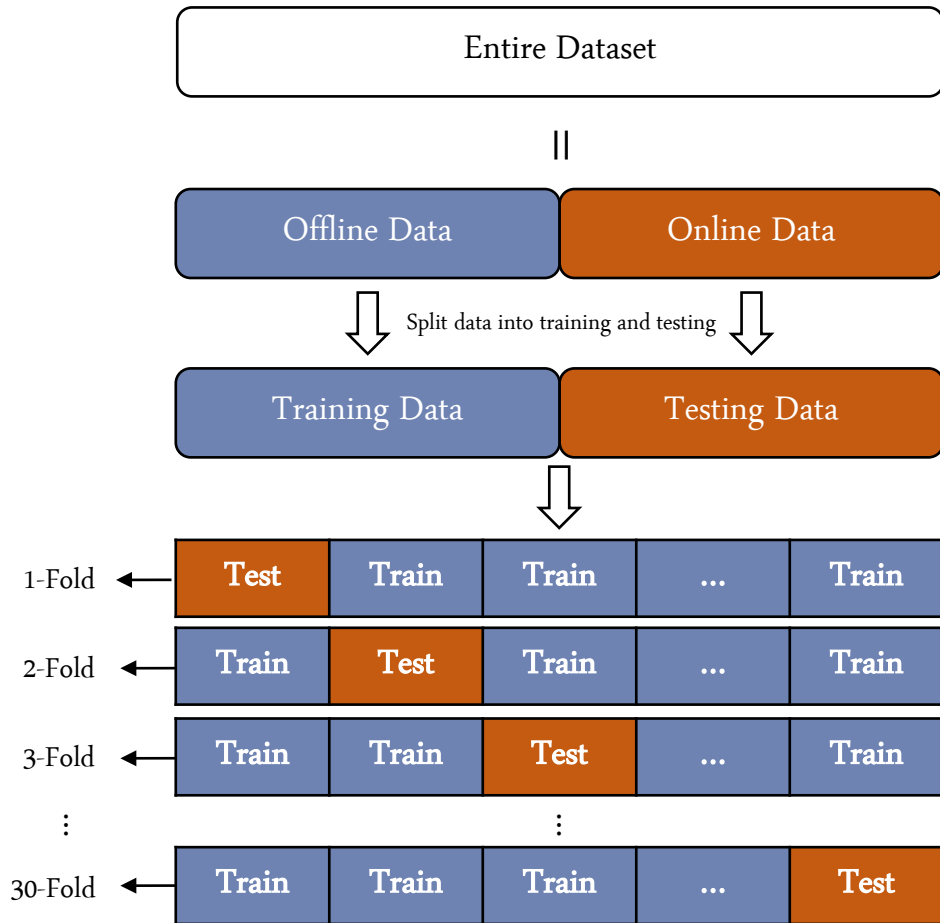 Entire Dataset
=
Offline Data Online Data
Split data into training and testing
Training Data Testing Data
1-Fold Test Train Train ... Train
2-Fold Train Test Train ... Train
3-Fold Train Train Test ... Train
⋮ ⋮
30-Fold Train Train Train ... Test